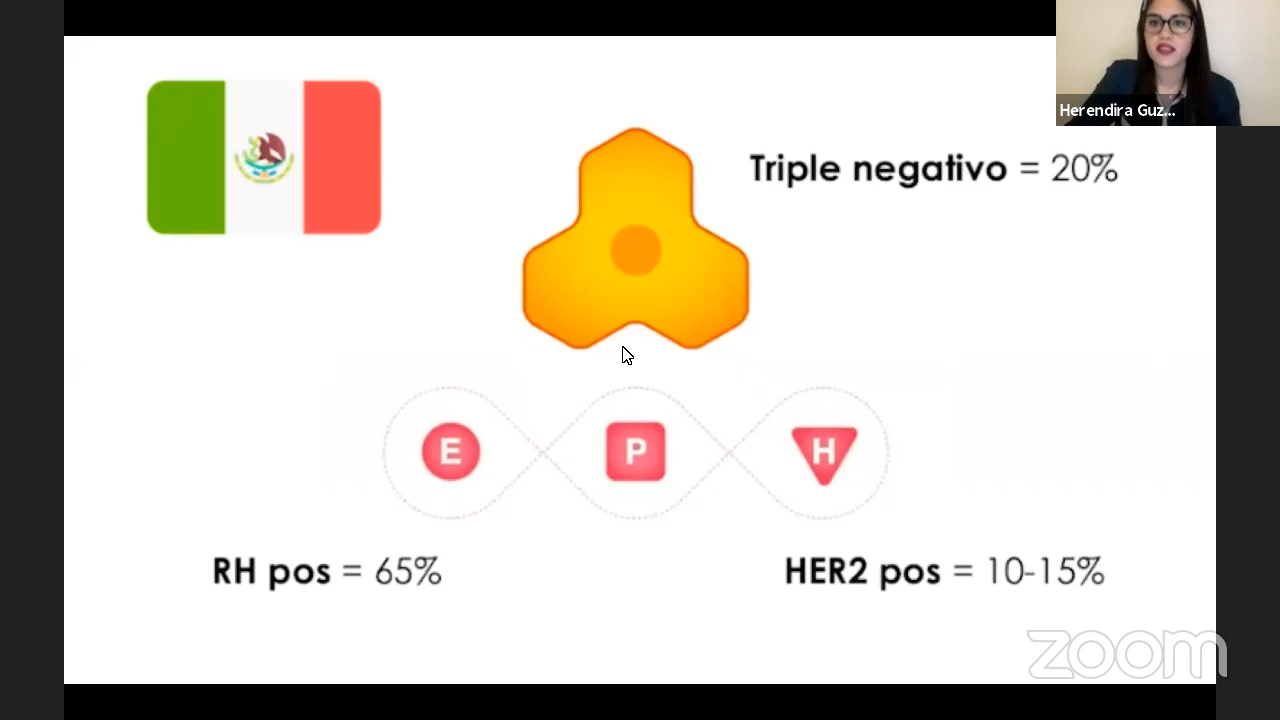 Herendira Guz...
Triple negativo = 20%
E P H
RH pos = 65%
HER2 pos = 10-15%
zoom